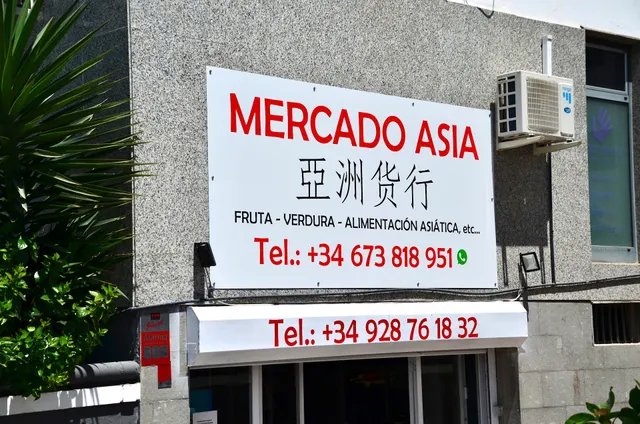 MERCADO ASIA
亞洲货行
FRUTA - VERDURA - ALIMENTACIÓN ASIÁTICA, etc...
Tel.: +34 673 818 951
Tel.: +34 928 76 18 32